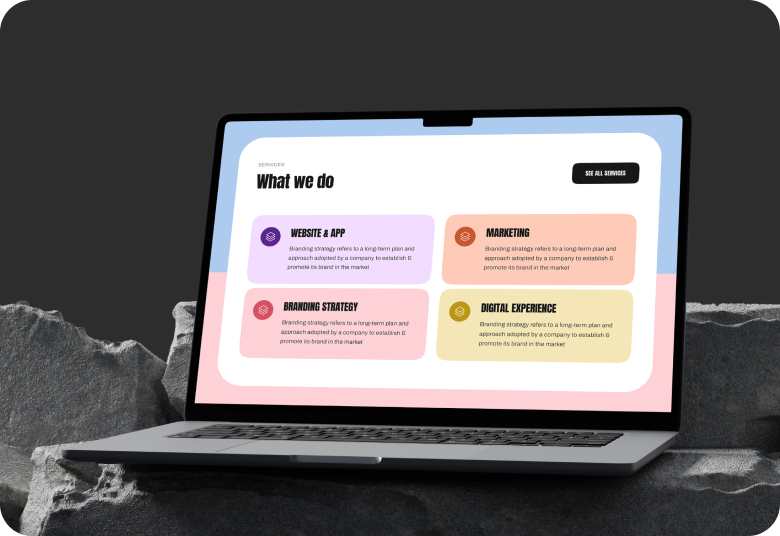 SERVICES
What we do
SEE ALL SERVICES
WEBSITE & APP
Branding strategy refers to a long-term plan and
approach adopted by a company to establish &
promote its brand in the market
MARKETING
Branding strategy refers to a long-term plan and
approach adopted by a company to establish &
promote its brand in the market
BRANDING STRATEGY
Branding strategy refers to a long-term plan and
approach adopted by a company to establish &
promote its brand in the market
DIGITAL EXPERIENCE
Branding strategy refers to a long-term plan and
approach adopted by a company to establish &
promote its brand in the market